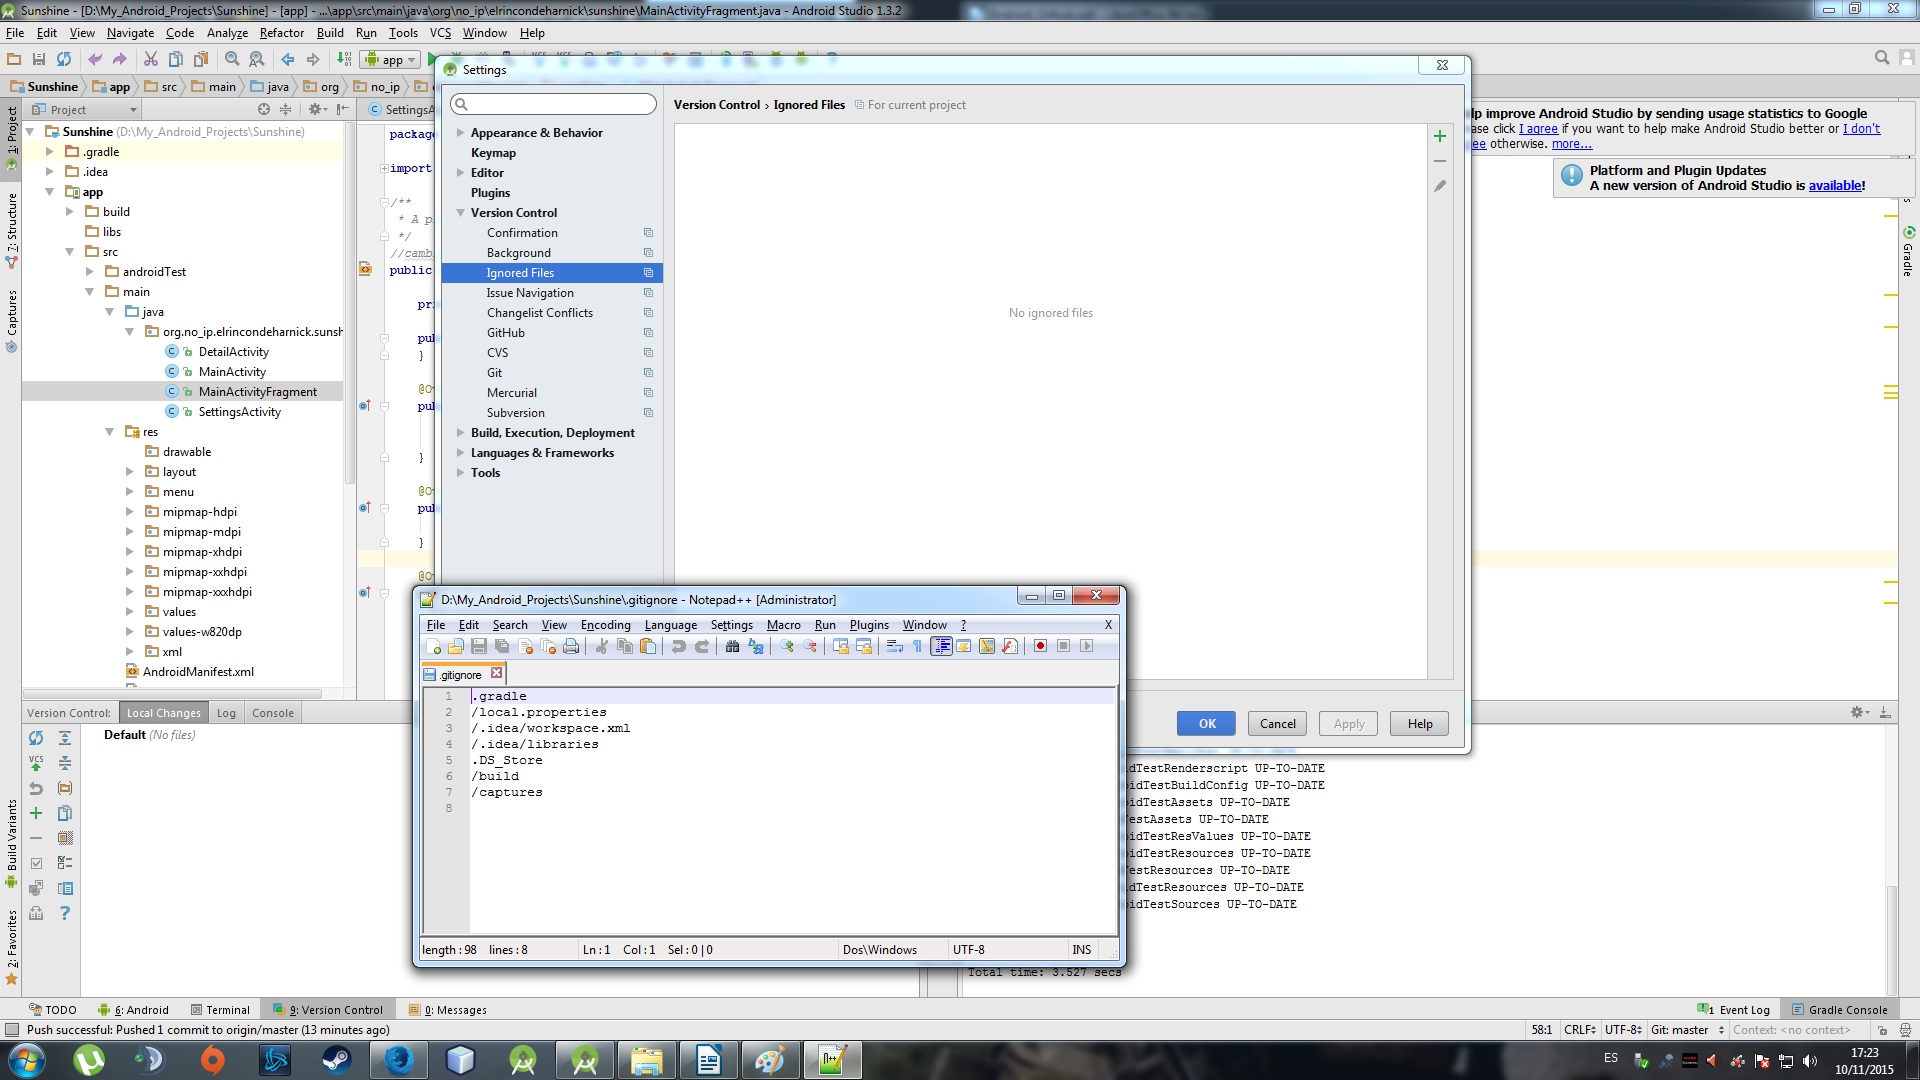 Sunshine - [D:\My_Android_Projects\Sunshine] - [app] - ...\app\src\main\java\org\no_ip\elrincondeharnick\sunshine\MainActivityFragment.java - Android Studio 1.3.2
File Edit View Navigate Code Analyze Refactor Build Run Tools VCS Window Help
app
Sunshine app src main java org no_ip
Project
SettingsA
1: Project
7: Structure
Captures
Build Variants
2: Favorites
Gradle
Sunshine (D:\My_Android_Projects\Sunshine)
.gradle
.idea
app
build
libs
src
androidTest
main
java
org.no_ip.elrincondeharnick.sunsh
DetailActivity
MainActivity
MainActivityFragment
SettingsActivity
res
drawable
layout
menu
mipmap-hdpi
mipmap-mdpi
mipmap-xhdpi
mipmap-xxhdpi
mipmap-xxxhdpi
values
values-w820dp
xml
AndroidManifest.xml
packag
import
/**
* A p
*/
//camb
public
pri
pub
}
@O
pub
}
@O
pub
}
@O
Settings
Appearance & Behavior
Keymap
Editor
Plugins
Version Control
Confirmation
Background
Ignored Files
Issue Navigation
Changelist Conflicts
GitHub
CVS
Git
Mercurial
Subversion
Build, Execution, Deployment
Languages & Frameworks
Tools
Version Control › Ignored Files For current project
No ignored files
OK Cancel Apply Help
lp improve Android Studio by sending usage statistics to Google
ase click I agree if you want to help make Android Studio better or I don't
ee otherwise. more...
Platform and Plugin Updates
A new version of Android Studio is available!
D:\My_Android_Projects\Sunshine\.gitignore - Notepad++ [Administrator]
File Edit Search View Encoding Language Settings Macro Run Plugins Window ? X
.gitignore
1 .gradle
2 /local.properties
3 /.idea/workspace.xml
4 /.idea/libraries
5 .DS_Store
6 /build
7 /captures
8
length : 98 lines : 8 Ln : 1 Col : 1 Sel : 0 | 0 Dos\Windows UTF-8 INS
Version Control: Local Changes Log Console
Default (No files)
VCS
idTestRenderscript UP-TO-DATE
idTestBuildConfig UP-TO-DATE
idTestAssets UP-TO-DATE
TestAssets UP-TO-DATE
idTestResValues UP-TO-DATE
idTestResources UP-TO-DATE
TestResources UP-TO-DATE
dTestResources UP-TO-DATE
idTestSources UP-TO-DATE
Total time: 3.527 secs
TODO 6: Android Terminal 9: Version Control 0: Messages 1 Event Log Gradle Console
Push successful: Pushed 1 commit to origin/master (13 minutes ago) 58:1 CRLF UTF-8 Git: master Context: <no context>
ES
17:23
10/11/2015